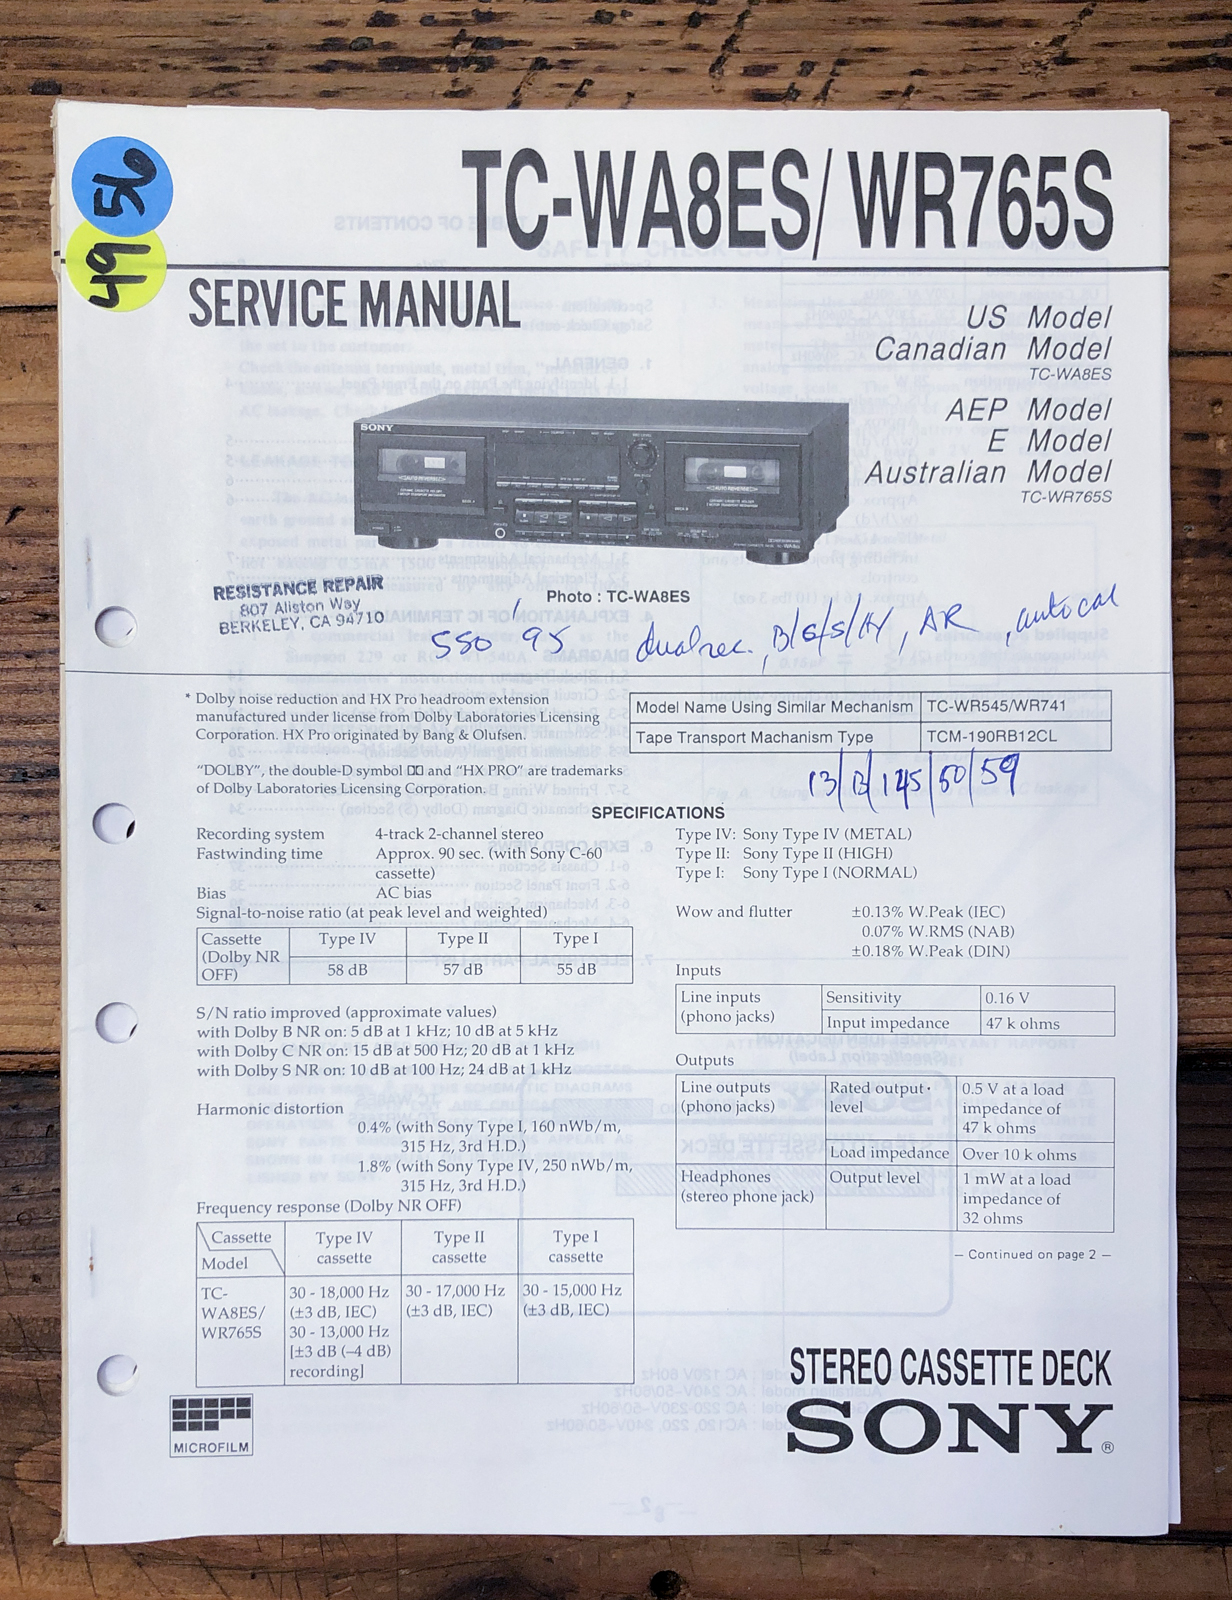 56
49
TC-WA8ES/WR765S
SERVICE MANUAL
US Model
Canadian Model
TC-WA8ES
AEP Model
E Model
Australian Model
TC-WR765S
SONY
Photo : TC-WA8ES
RESISTANCE REPAIR
807 Allston Way
BERKELEY, CA 94710
550 '95 dualrec., B/C/S/HX, AR, autocal
* Dolby noise reduction and HX Pro headroom extension
manufactured under license from Dolby Laboratories Licensing
Corporation. HX Pro originated by Bang & Olufsen.
"DOLBY", the double-D symbol and "HX PRO" are trademarks
of Dolby Laboratories Licensing Corporation.
Model Name Using Similar Mechanism TC-WR545/WR741
Tape Transport Machanism Type TCM-190RB12CL
13/B/145/50/59
SPECIFICATIONS
Recording system 4-track 2-channel stereo
Fastwinding time Approx. 90 sec. (with Sony C-60
cassette)
Bias AC bias
Signal-to-noise ratio (at peak level and weighted)
Cassette Type IV Type II Type I
(Dolby NR
OFF) 58 dB 57 dB 55 dB
S/N ratio improved (approximate values)
with Dolby B NR on: 5 dB at 1 kHz; 10 dB at 5 kHz
with Dolby C NR on: 15 dB at 500 Hz; 20 dB at 1 kHz
with Dolby S NR on: 10 dB at 100 Hz; 24 dB at 1 kHz
Harmonic distortion
0.4% (with Sony Type I, 160 nWb/m,
315 Hz, 3rd H.D.)
1.8% (with Sony Type IV, 250 nWb/m,
315 Hz, 3rd H.D.)
Frequency response (Dolby NR OFF)
Cassette Type IV Type II Type I
Model cassette cassette cassette
TC- 30 - 18,000 Hz 30 - 17,000 Hz 30 - 15,000 Hz
WA8ES/ (±3 dB, IEC) (±3 dB, IEC) (±3 dB, IEC)
WR765S 30 - 13,000 Hz
[±3 dB (–4 dB)
recording]
Type IV: Sony Type IV (METAL)
Type II: Sony Type II (HIGH)
Type I: Sony Type I (NORMAL)
Wow and flutter ±0.13% W.Peak (IEC)
0.07% W.RMS (NAB)
±0.18% W.Peak (DIN)
Inputs
Line inputs Sensitivity 0.16 V
(phono jacks) Input impedance 47 k ohms
Outputs
Line outputs Rated output 0.5 V at a load
(phono jacks) level impedance of
47 k ohms
Load impedance Over 10 k ohms
Headphones Output level 1 mW at a load
(stereo phone jack) impedance of
32 ohms
– Continued on page 2 –
MICROFILM
STEREO CASSETTE DECK
SONY®